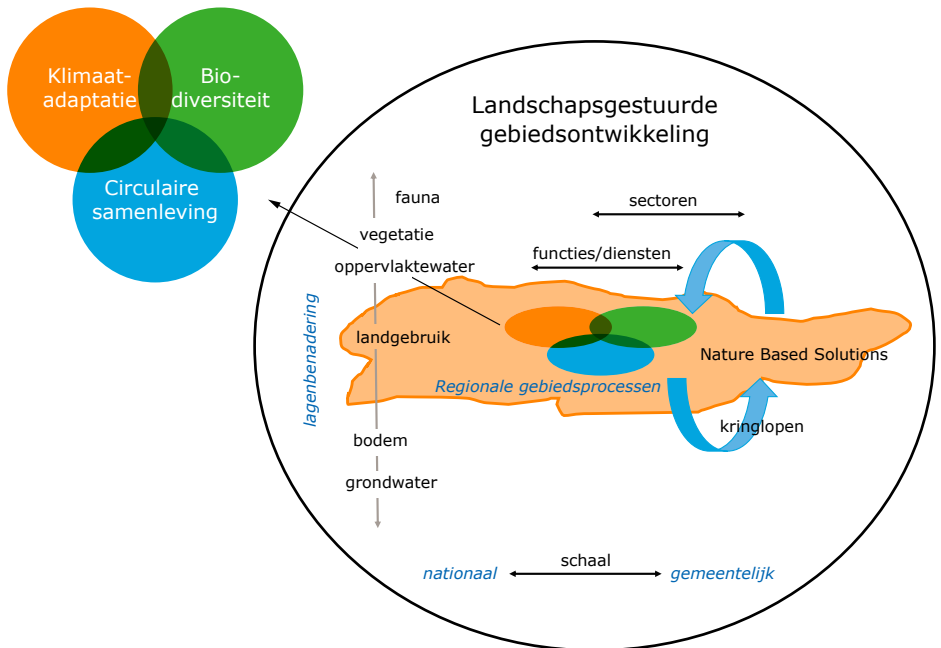 Klimaat-
adaptatie
Bio-
diversiteit
Circulaire
samenleving
Landschapsgestuurde
gebiedsontwikkeling
fauna
sectoren
vegetatie
functies/diensten
oppervlaktewater
lagenbenadering
landgebruik
Nature Based Solutions
Regionale gebiedsprocessen
kringlopen
bodem
grondwater
schaal
nationaal
gemeentelijk